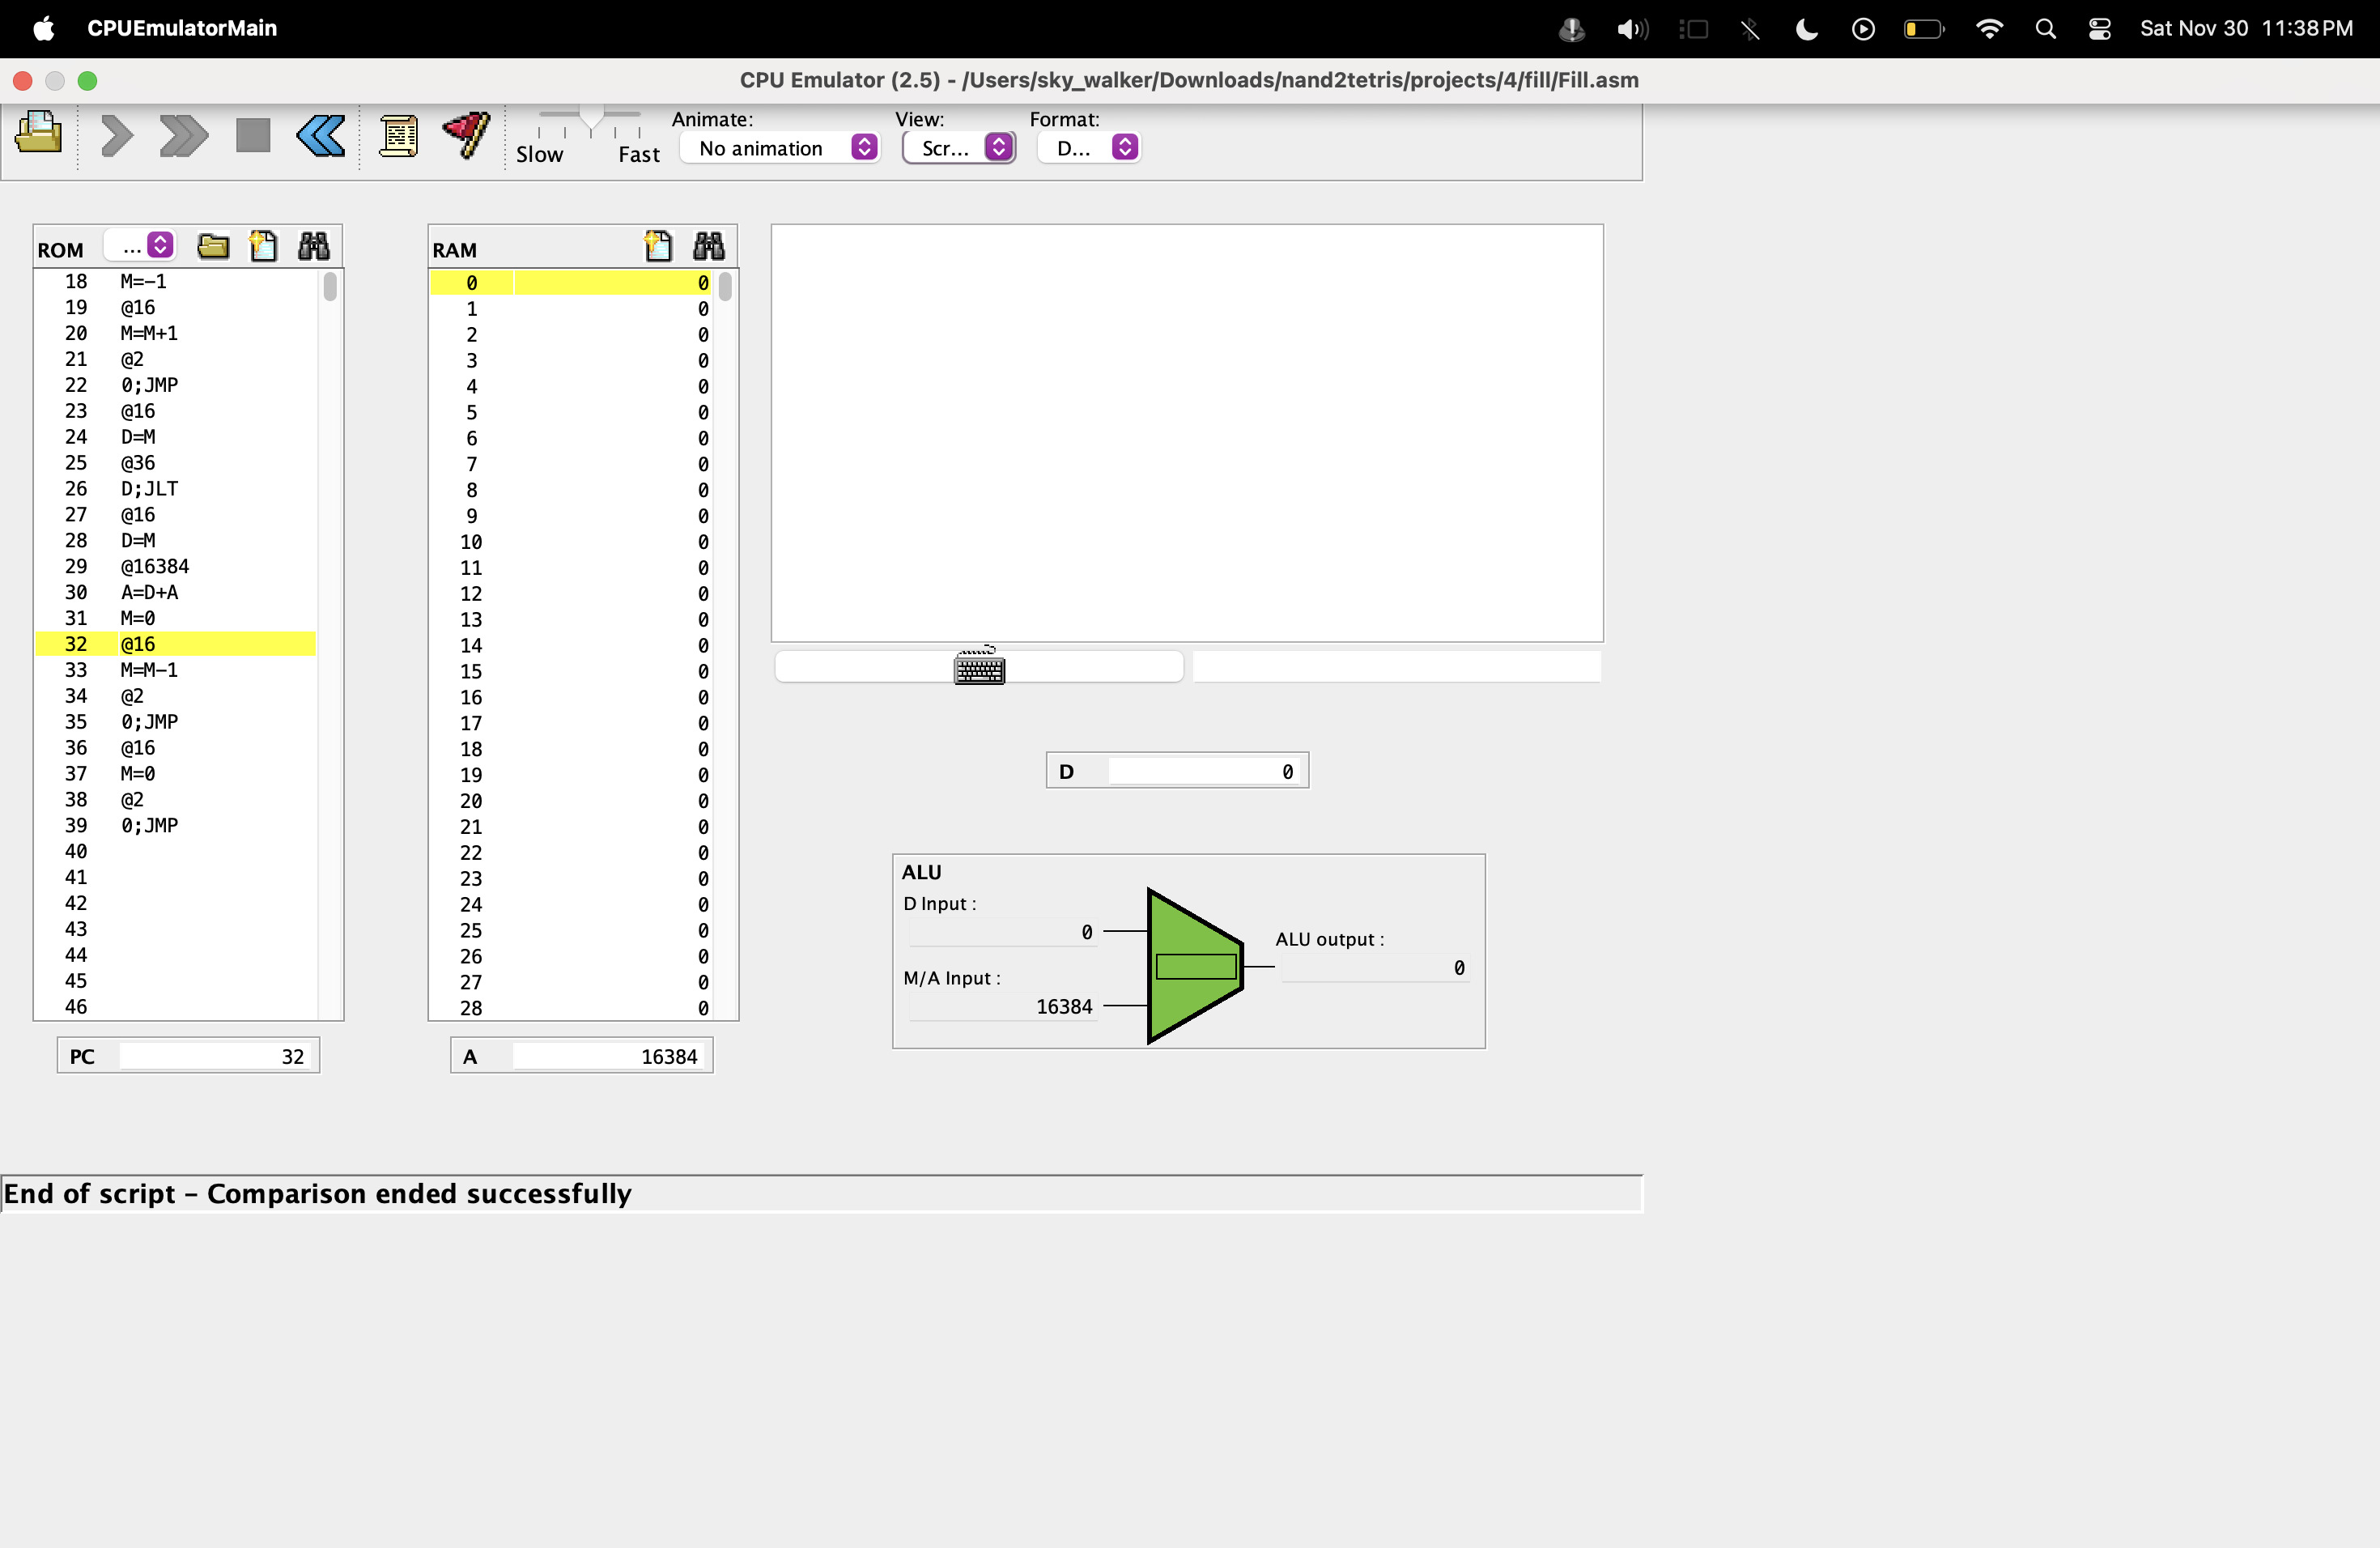 CPUEmulatorMain
Sat Nov 30 11:38 PM
CPU Emulator (2.5) - /Users/sky_walker/Downloads/nand2tetris/projects/4/fill/Fill.asm
Slow
Fast
Animate:
No animation
View:
Scr...
Format:
D...
ROM
...
18 M=-1
19 @16
20 M=M+1
21 @2
22 0;JMP
23 @16
24 D=M
25 @36
26 D;JLT
27 @16
28 D=M
29 @16384
30 A=D+A
31 M=0
32 @16
33 M=M-1
34 @2
35 0;JMP
36 @16
37 M=0
38 @2
39 0;JMP
40
41
42
43
44
45
46
PC 32
RAM
0 0
1 0
2 0
3 0
4 0
5 0
6 0
7 0
8 0
9 0
10 0
11 0
12 0
13 0
14 0
15 0
16 0
17 0
18 0
19 0
20 0
21 0
22 0
23 0
24 0
25 0
26 0
27 0
28 0
A 16384
D 0
ALU
D Input :
0
M/A Input :
16384
ALU output :
0
End of script – Comparison ended successfully